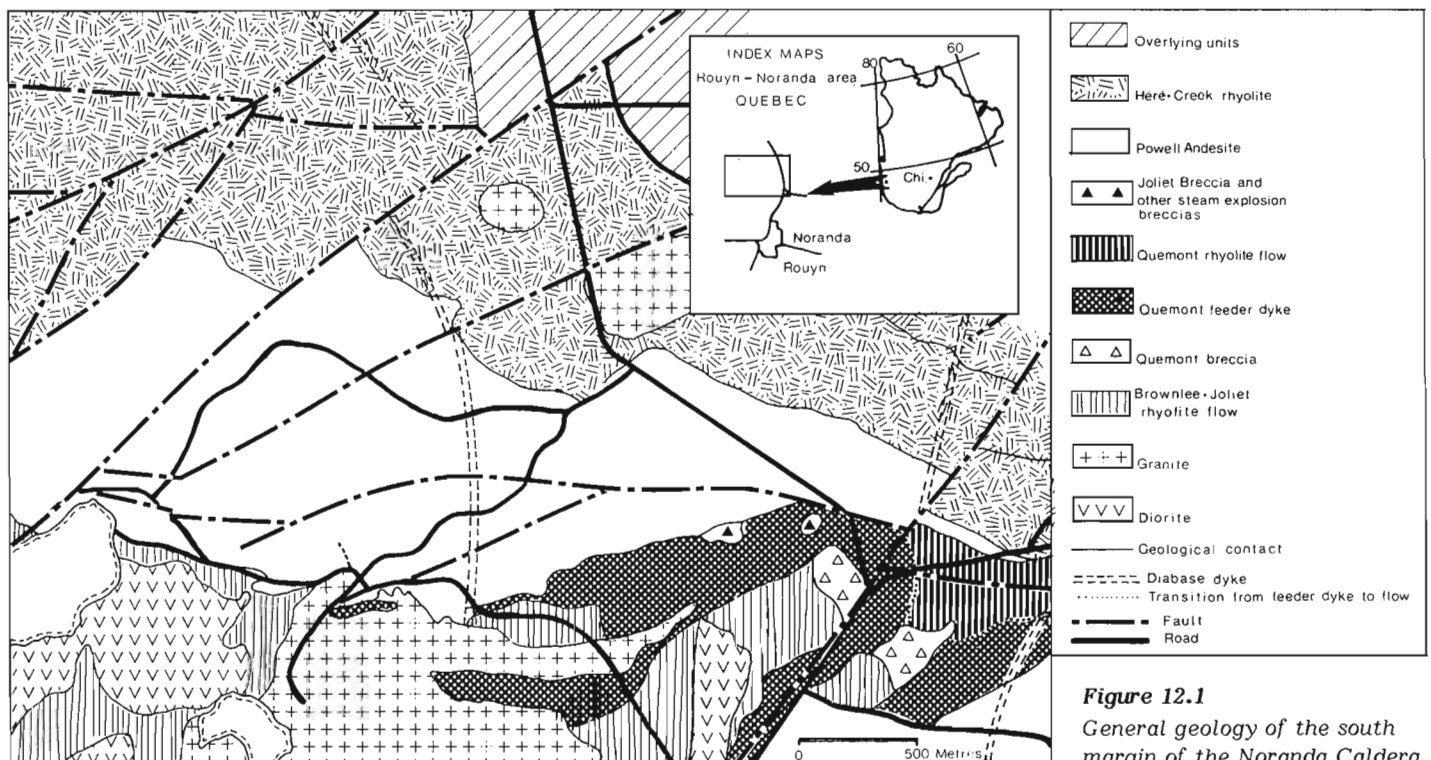 INDEX MAPS
Rouyn-Noranda area
QUEBEC
80
60
50
Chi.
Noranda
Rouyn
0 500 Metres
Overlying units
Héré-Creek rhyolite
Powell Andesite
Joliet Breccia and
other steam explosion
breccias
Quemont rhyolite flow
Quemont feeder dyke
Quemont breccia
Brownlee-Joliet
rhyolite flow
Granite
Diorite
Geological contact
Diabase dyke
Transition from feeder dyke to flow
Fault
Road
Figure 12.1
General geology of the south
margin of the Noranda Caldera.